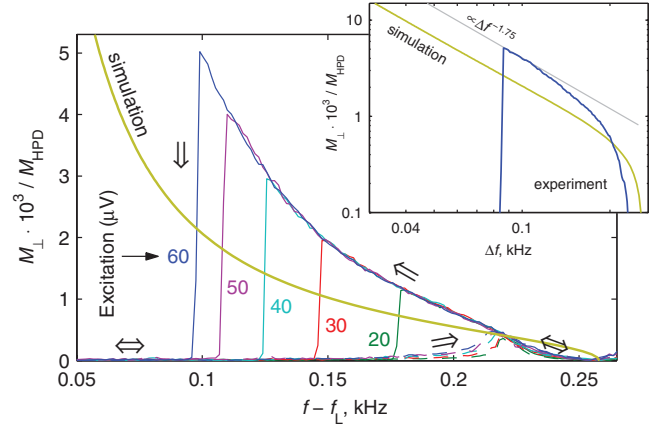 M⊥ · 10³ / M_HPD
5
4
3
2
1
0
0.05
0.1
0.15
0.2
0.25
f – f_L, kHz
simulation
Excitation (μV)
60
50
40
30
20
⇓
⇐
⇒
⇔
⇔
M⊥ · 10³ / M_HPD
10
1
0.1
0.04
0.1
Δf, kHz
simulation
∝Δf^−1.75
experiment